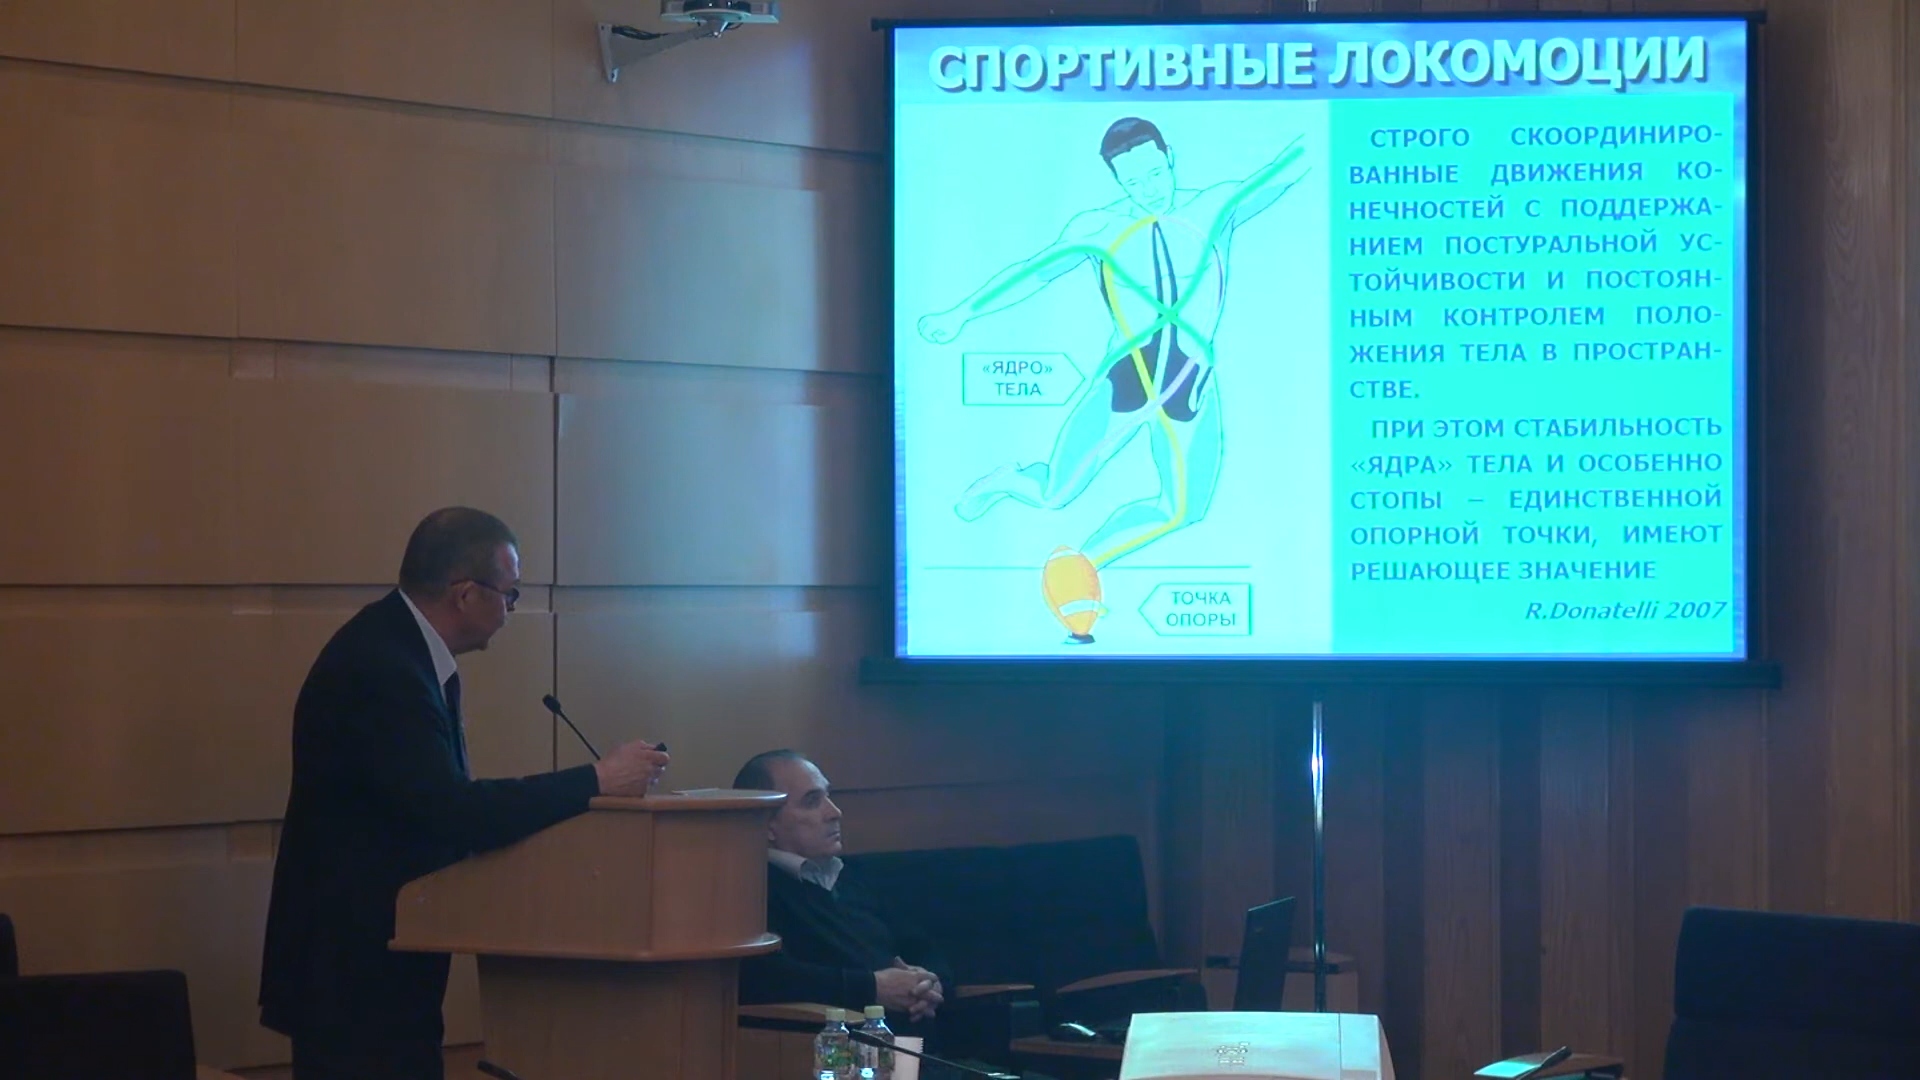 СПОРТИВНЫЕ ЛОКОМОЦИИ
«ЯДРО»
ТЕЛА
ТОЧКА
ОПОРЫ
СТРОГО СКООРДИНИРО-
ВАННЫЕ ДВИЖЕНИЯ КО-
НЕЧНОСТЕЙ С ПОДДЕРЖА-
НИЕМ ПОСТУРАЛЬНОЙ УС-
ТОЙЧИВОСТИ И ПОСТОЯН-
НЫМ КОНТРОЛЕМ ПОЛО-
ЖЕНИЯ ТЕЛА В ПРОСТРАН-
СТВЕ.
ПРИ ЭТОМ СТАБИЛЬНОСТЬ
«ЯДРА» ТЕЛА И ОСОБЕННО
СТОПЫ – ЕДИНСТВЕННОЙ
ОПОРНОЙ ТОЧКИ, ИМЕЮТ
РЕШАЮЩЕЕ ЗНАЧЕНИЕ
R.Donatelli 2007